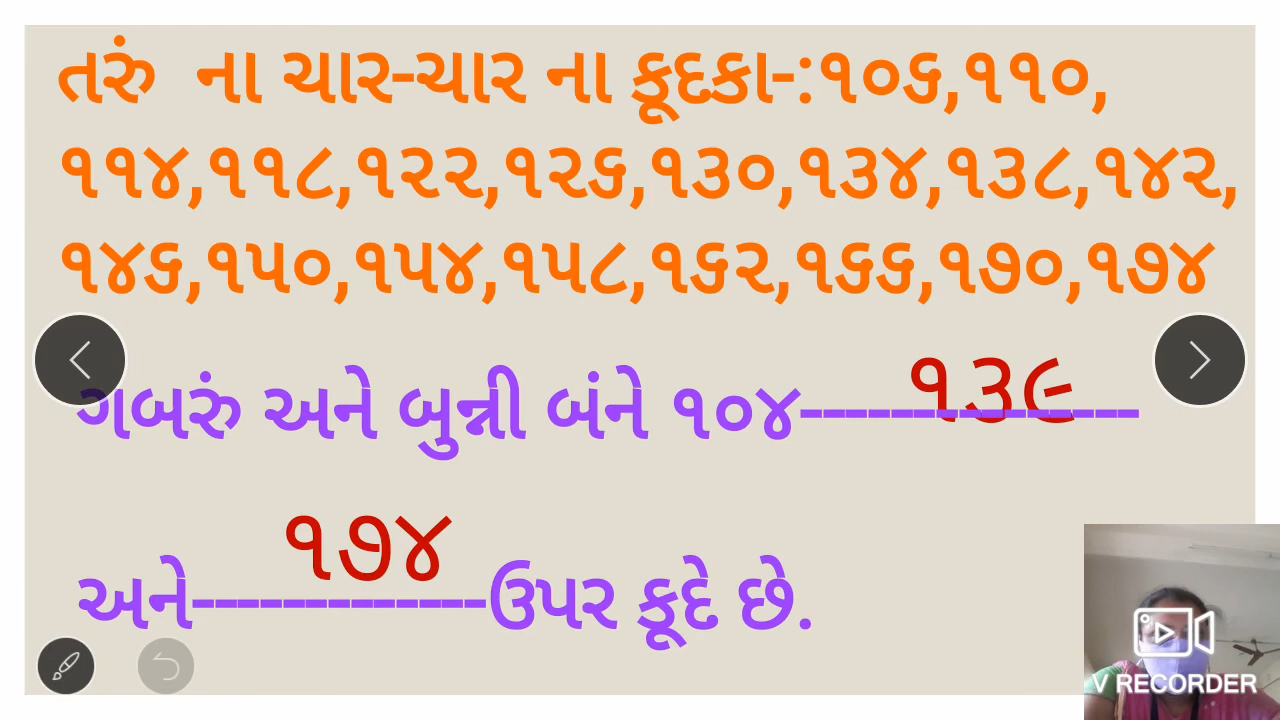 તરું ના ચાર-ચાર ના કૂદકા-:૧૦૬,૧૧૦,
૧૧૪,૧૧૮,૧૨૨,૧૨૬,૧૩૦,૧૩૪,૧૩૮,૧૪૨,
૧૪૬,૧૫૦,૧૫૪,૧૫૮,૧૬૨,૧૬૬,૧૭૦,૧૭૪
૧૩૯
ગબરું અને બુન્ની બંને ૧૦૪---------------
૧૭૪
અને-------------ઉપર કૂદે છે.
V RECORDER